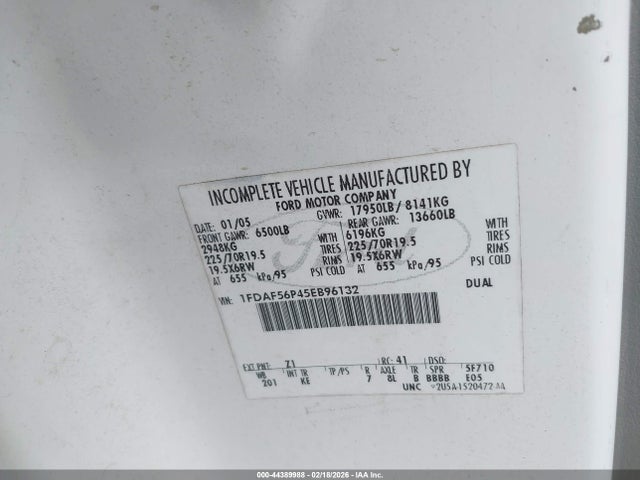 INCOMPLETE VEHICLE MANUFACTURED BY
FORD MOTOR COMPANY
DATE: 01/05 GVWR: 17950LB/ 8141KG
FRONT GAWR: 6500LB REAR GAWR: 13660LB
2948KG WITH 6196KG WITH
225/70R19.5 TIRES 225/70R19.5 TIRES
19.5X6RW RIMS 19.5X6RW RIMS
AT 655 kPa/95 PSI COLD AT 655 kPa/95 PSI COLD
VIN: 1FDAF56P45EB96132 DUAL
EXT PNT: Z1 RC: 41 DSO:
WB INT TR TP/PS R AXLE TR SPR 5F710
201 KE 7 8L B BBBB E05
UNC
000-44389988 | 02/18/2026 - IAA Inc.